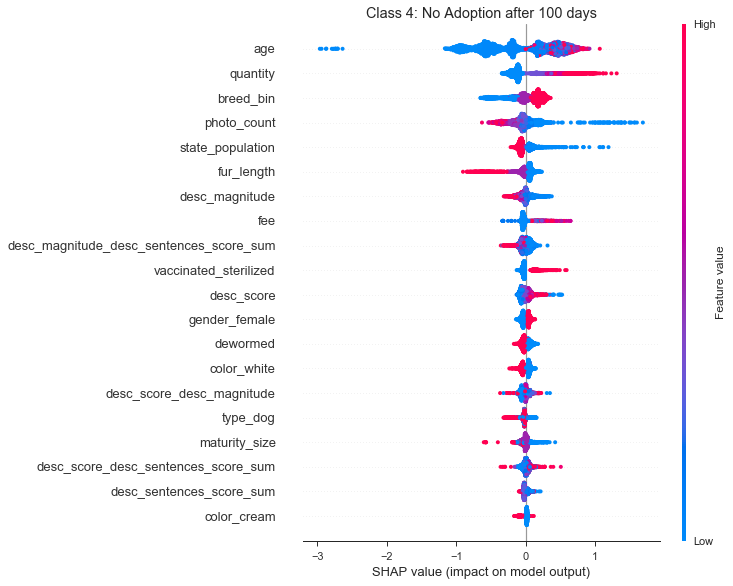 Class 4: No Adoption after 100 days
High
age
quantity
breed_bin
photo_count
state_population
fur_length
desc_magnitude
fee
desc_magnitude_desc_sentences_score_sum
vaccinated_sterilized
desc_score
gender_female
dewormed
color_white
desc_score_desc_magnitude
type_dog
maturity_size
desc_score_desc_sentences_score_sum
desc_sentences_score_sum
color_cream
Feature value
Low
−3 −2 −1 0 1
SHAP value (impact on model output)